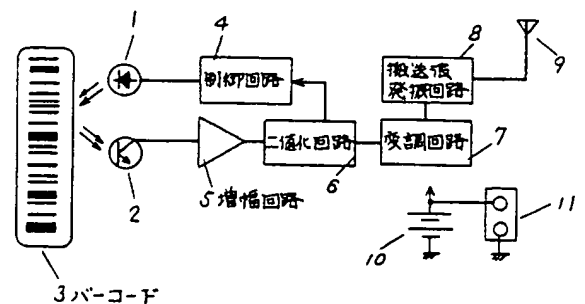 1
4
制御回路
8
搬送波
発振回路
9
2
5 増幅回路
二値化回路
6
変調回路
7
10
11
3 バーコード